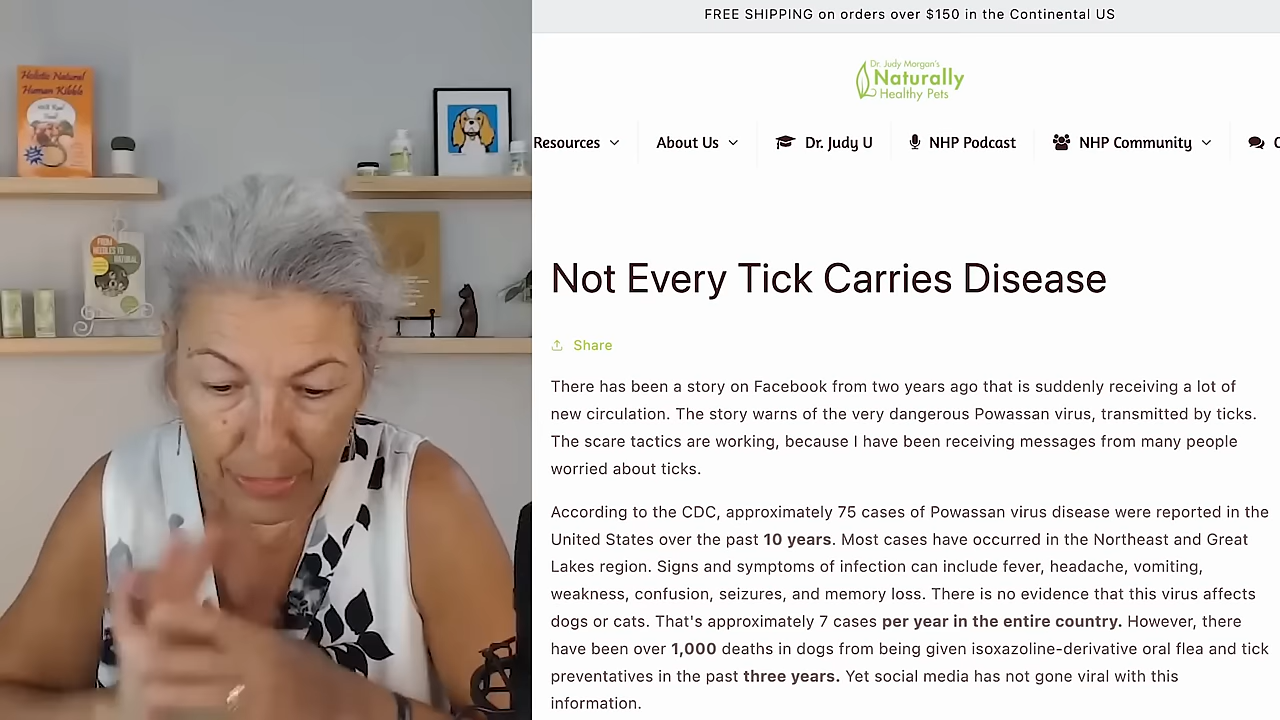 FREE SHIPPING on orders over $150 in the Continental US
Dr. Judy Morgan's
Naturally
Healthy Pets
Resources
About Us
Dr. Judy U
NHP Podcast
NHP Community
Holistic Natural
Human Kibble
FROM
NEEDLES TO
NATURAL
Not Every Tick Carries Disease
Share
There has been a story on Facebook from two years ago that is suddenly receiving a lot of
new circulation. The story warns of the very dangerous Powassan virus, transmitted by ticks.
The scare tactics are working, because I have been receiving messages from many people
worried about ticks.
According to the CDC, approximately 75 cases of Powassan virus disease were reported in the
United States over the past 10 years. Most cases have occurred in the Northeast and Great
Lakes region. Signs and symptoms of infection can include fever, headache, vomiting,
weakness, confusion, seizures, and memory loss. There is no evidence that this virus affects
dogs or cats. That's approximately 7 cases per year in the entire country. However, there
have been over 1,000 deaths in dogs from being given isoxazoline-derivative oral flea and tick
preventatives in the past three years. Yet social media has not gone viral with this
information.